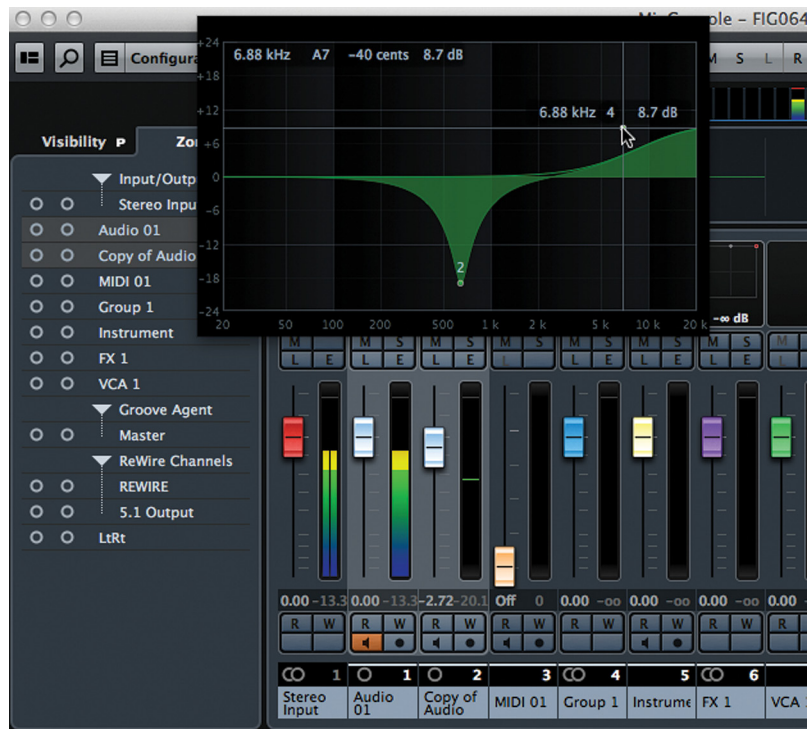 MixConsole – FIG064
Configura
M S L R
6.88 kHz A7 −40 cents 8.7 dB
6.88 kHz 4 8.7 dB
+24
+18
+12
+6
0
−6
−12
−18
−24
2
20 50 100 200 500 1 k 2 k 5 k 10 k 20 k
-∞ dB
Visibility P Zo
Input/Outp
Stereo Inpu
Audio 01
Copy of Audio
MIDI 01
Group 1
Instrument
FX 1
VCA 1
Groove Agent
Master
ReWire Channels
REWIRE
5.1 Output
LtRt
M M S M S M M S M S M S M
L E L E L E L L E L E L E L
0.00 -13.3 0.00 -13.3 -2.72 -20.1 Off 0 0.00 -oo 0.00 -oo 0.00 -oo 0.00
R W R W R W R W R W R W R W R
1 1 2 3 4 5 6
Stereo Input
Audio 01
Copy of Audio
MIDI 01
Group 1
Instrume
FX 1
VCA